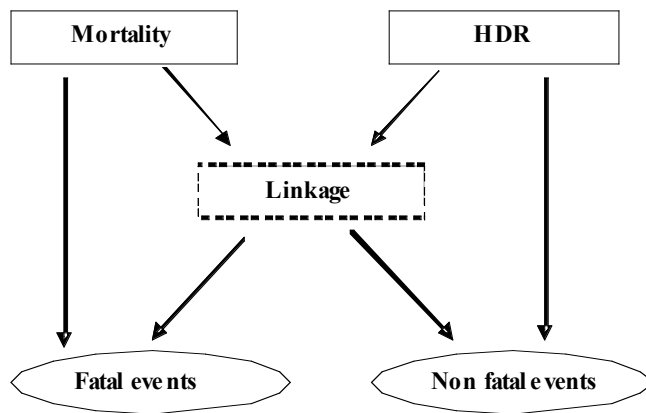 Mortality
HDR
Linkage
Fatal events
Non fatal events